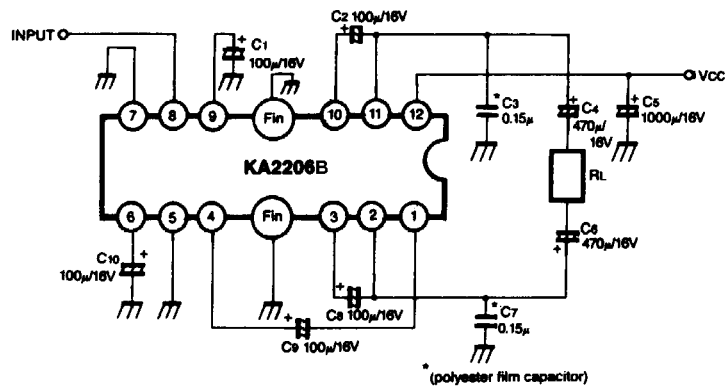 INPUT
C1
100μ/16V
C2 100μ/16V
VCC
* C3
0.15μ
C4
470μ/
16V
C5
1000μ/16V
7
8
9
Fin
10
11
12
KA2206B
RL
6
5
4
Fin
3
2
1
C6
470μ/16V
C10
100μ/16V
C8 100μ/16V
* C7
0.15μ
C9 100μ/16V
*(polyester film capacitor)